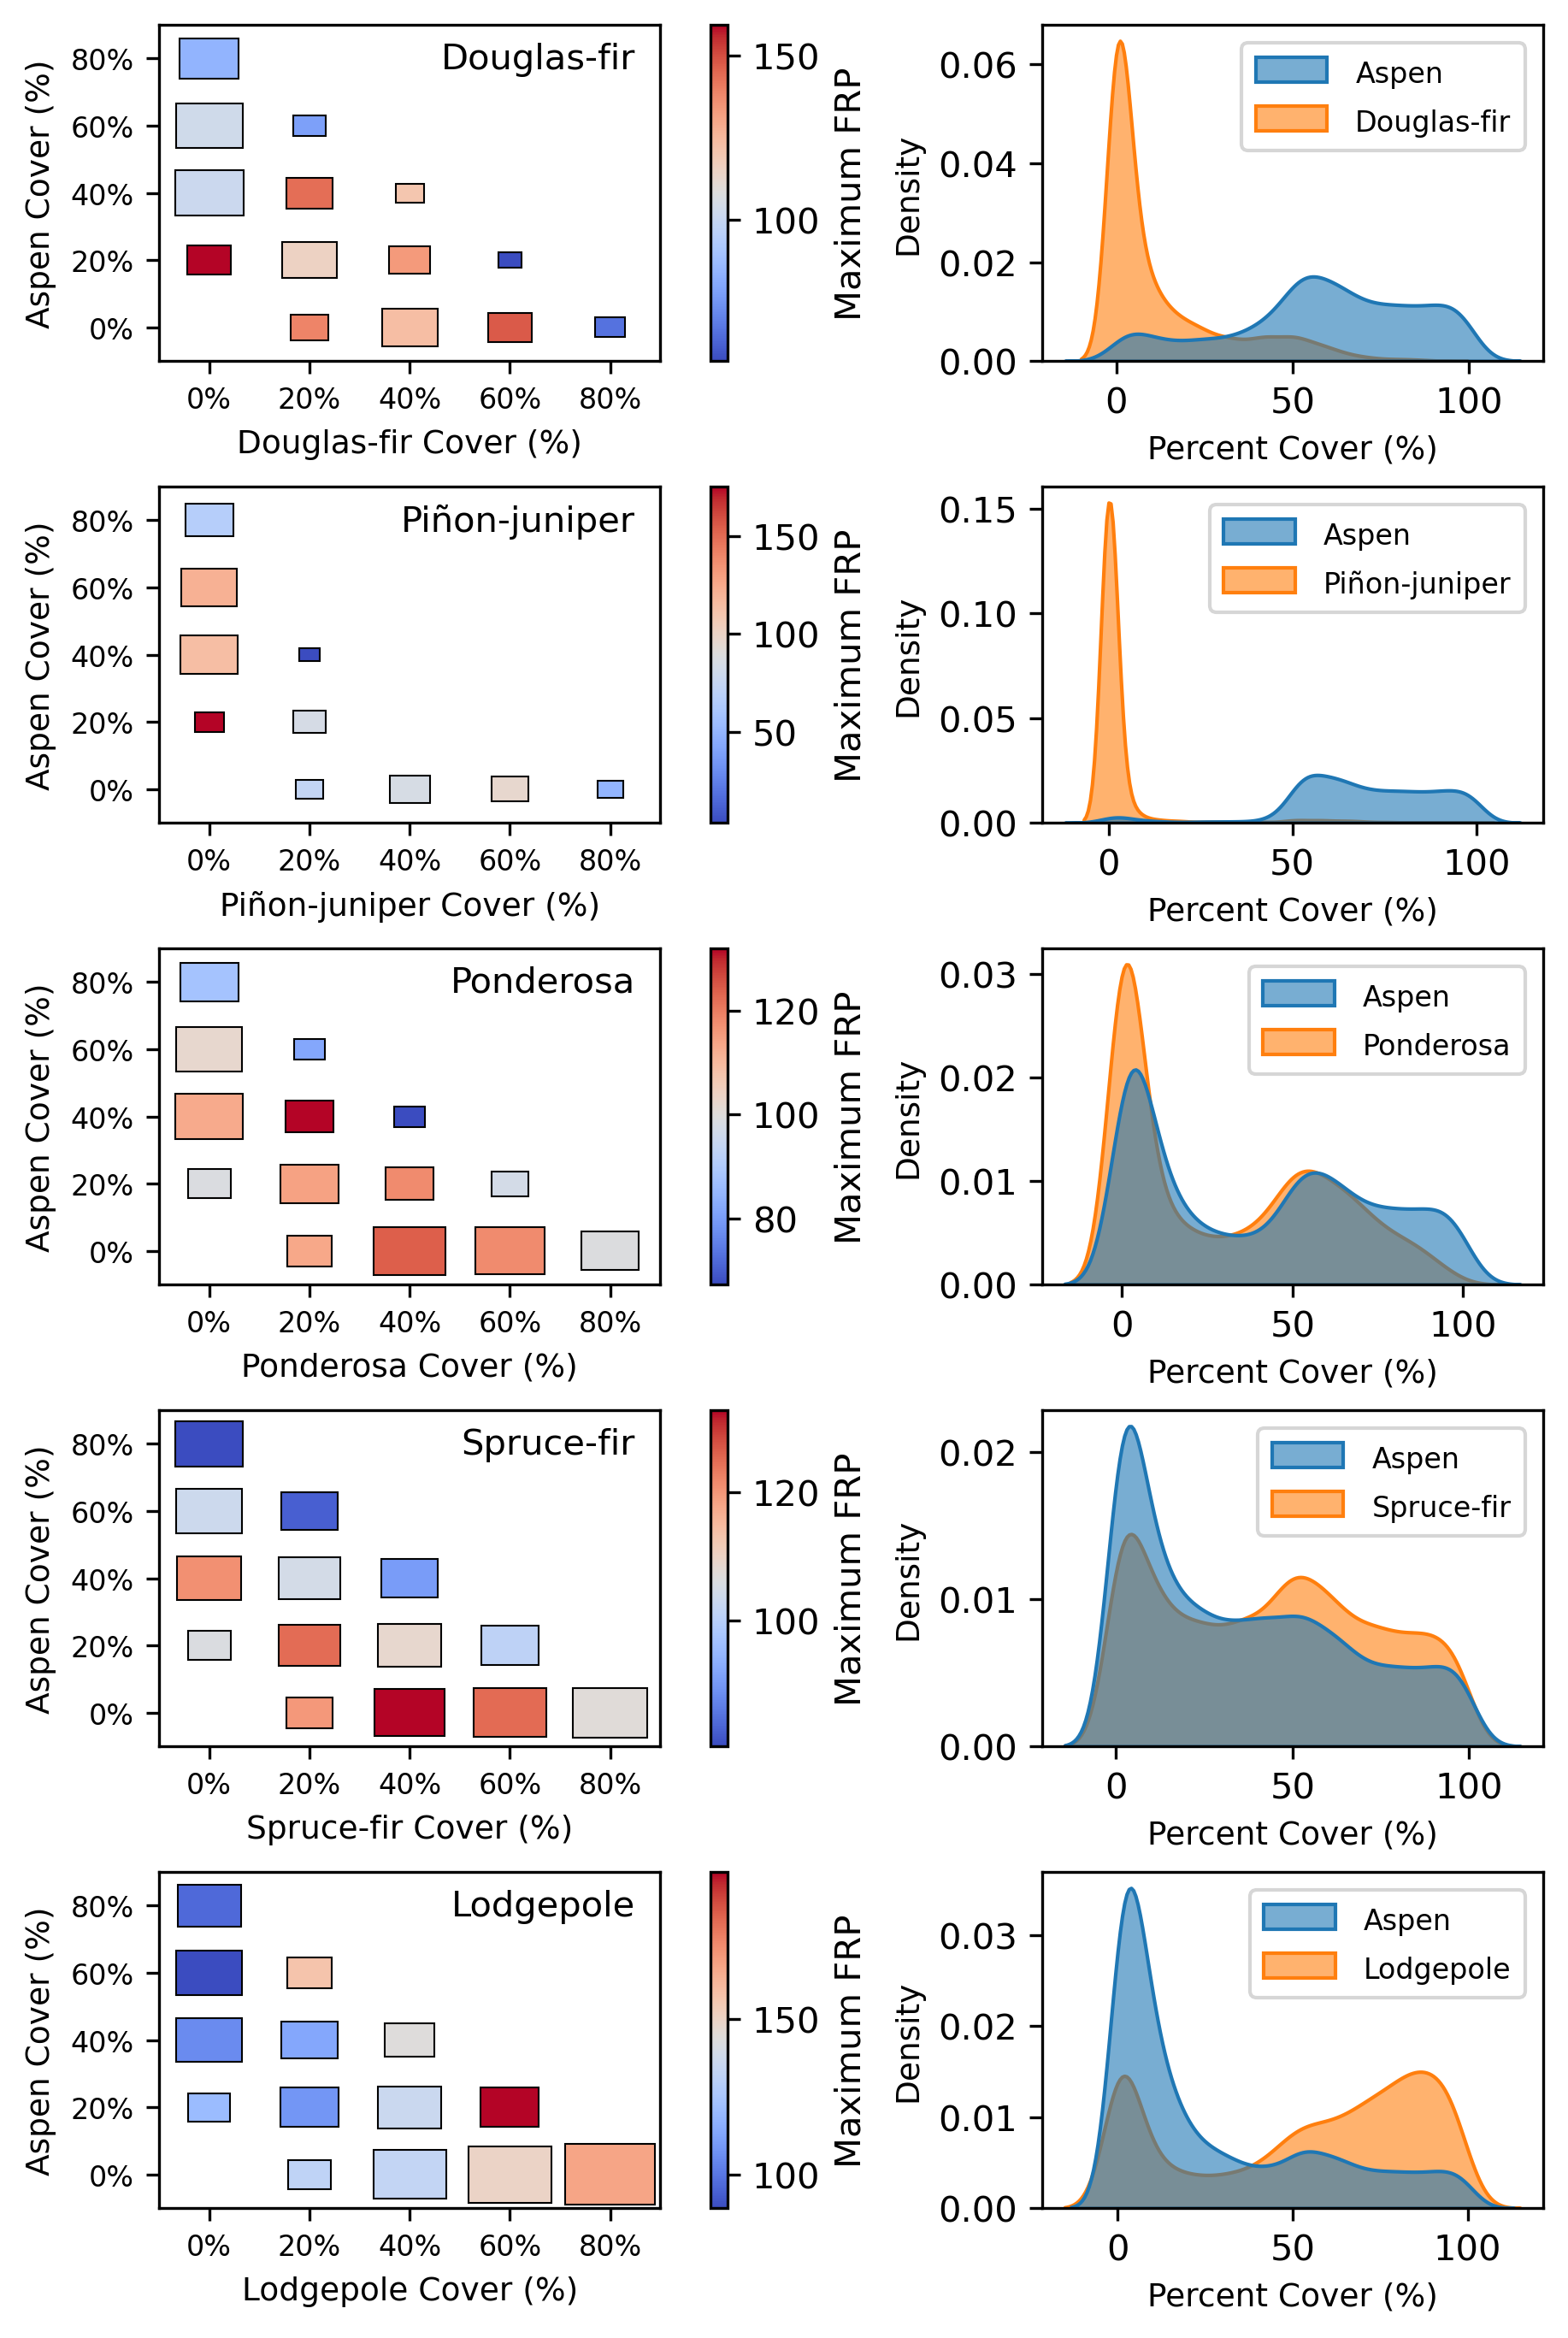 Aspen Cover (%)
80%
60%
40%
20%
0%
Douglas-fir
0%
20%
40%
60%
80%
Douglas-fir Cover (%)
150
100
Maximum FRP
Density
0.06
0.04
0.02
0.00
Aspen
Douglas-fir
0
50
100
Percent Cover (%)
Aspen Cover (%)
80%
60%
40%
20%
0%
Piñon-juniper
0%
20%
40%
60%
80%
Piñon-juniper Cover (%)
150
100
50
Maximum FRP
Density
0.15
0.10
0.05
0.00
Aspen
Piñon-juniper
0
50
100
Percent Cover (%)
Aspen Cover (%)
80%
60%
40%
20%
0%
Ponderosa
0%
20%
40%
60%
80%
Ponderosa Cover (%)
120
100
80
Maximum FRP
Density
0.03
0.02
0.01
0.00
Aspen
Ponderosa
0
50
100
Percent Cover (%)
Aspen Cover (%)
80%
60%
40%
20%
0%
Spruce-fir
0%
20%
40%
60%
80%
Spruce-fir Cover (%)
120
100
Maximum FRP
Density
0.02
0.01
0.00
Aspen
Spruce-fir
0
50
100
Percent Cover (%)
Aspen Cover (%)
80%
60%
40%
20%
0%
Lodgepole
0%
20%
40%
60%
80%
Lodgepole Cover (%)
150
100
Maximum FRP
Density
0.03
0.02
0.01
0.00
Aspen
Lodgepole
0
50
100
Percent Cover (%)